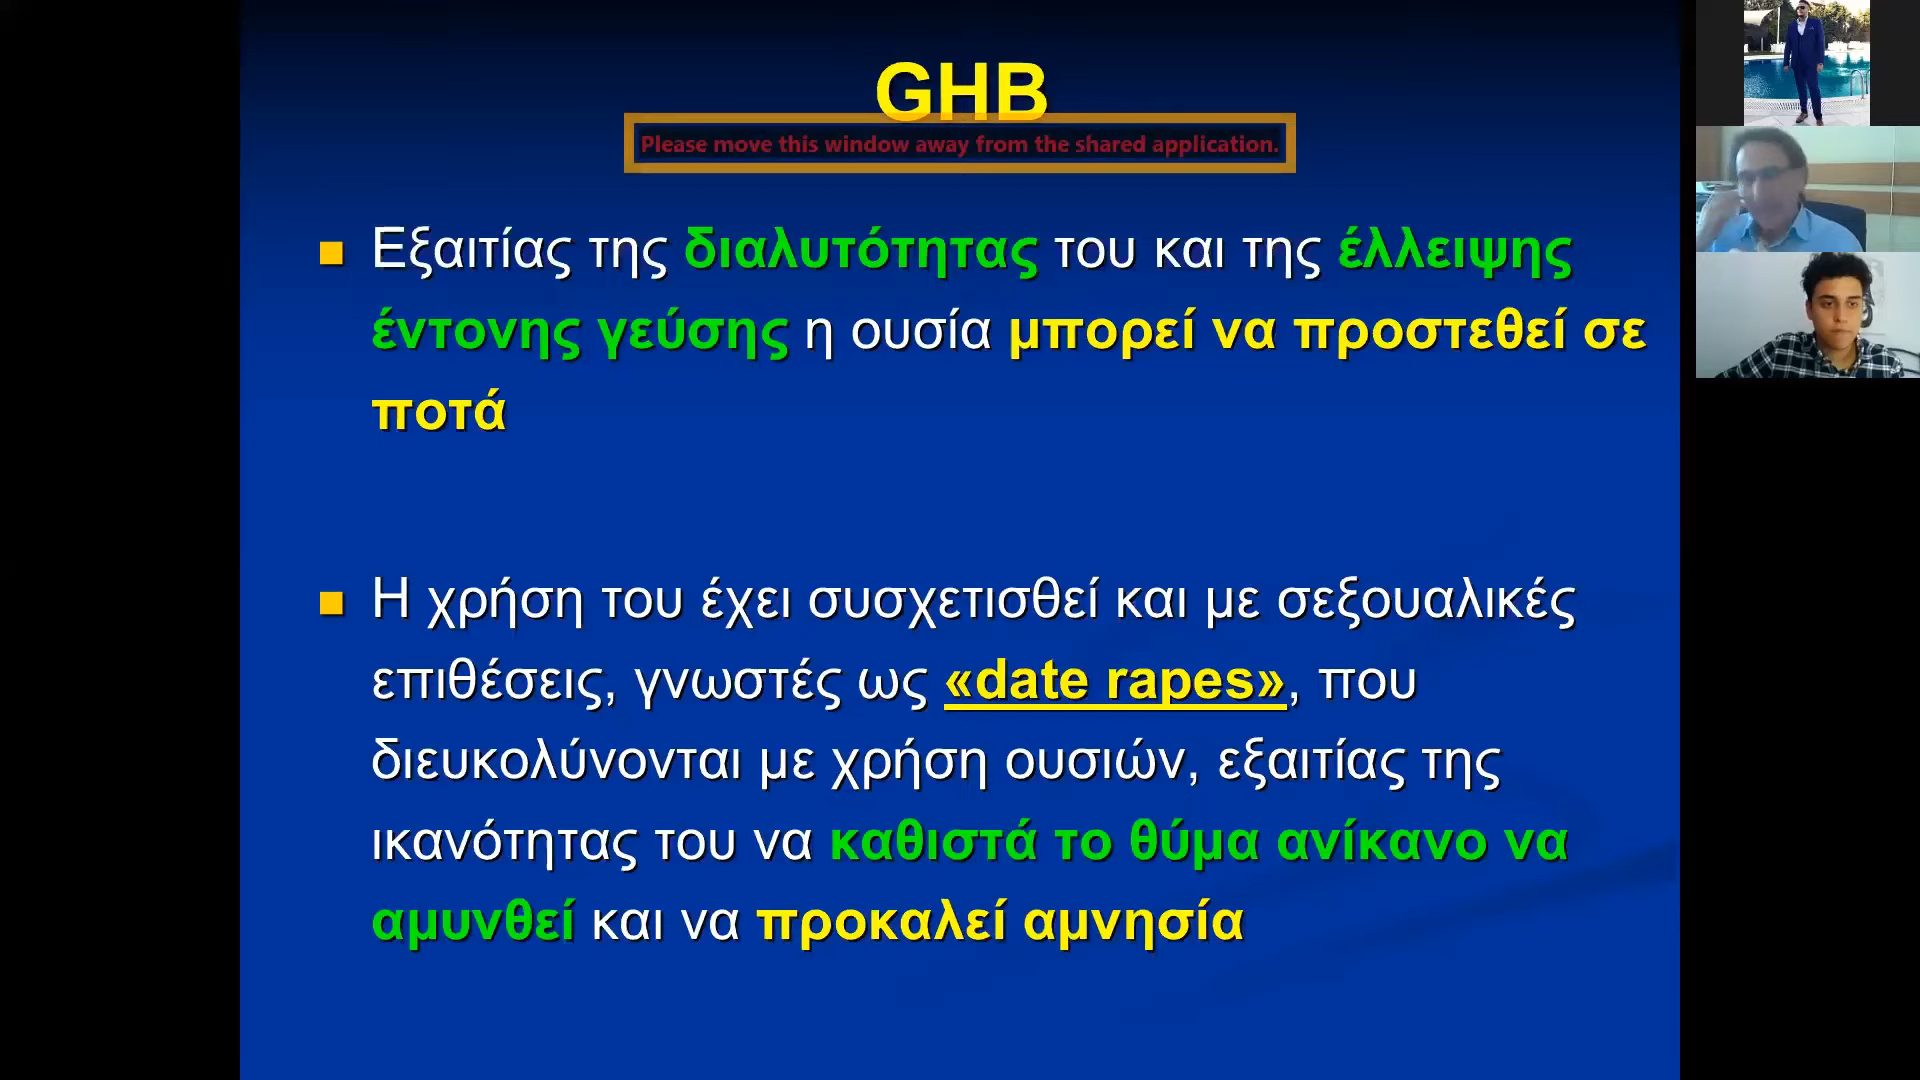 GHB
Please move this window away from the shared application.
Εξαιτίας της διαλυτότητας του και της έλλειψης
έντονης γεύσης η ουσία μπορεί να προστεθεί σε
ποτά
Η χρήση του έχει συσχετισθεί και με σεξουαλικές
επιθέσεις, γνωστές ως «date rapes», που
διευκολύνονται με χρήση ουσιών, εξαιτίας της
ικανότητας του να καθιστά το θύμα ανίκανο να
αμυνθεί και να προκαλεί αμνησία